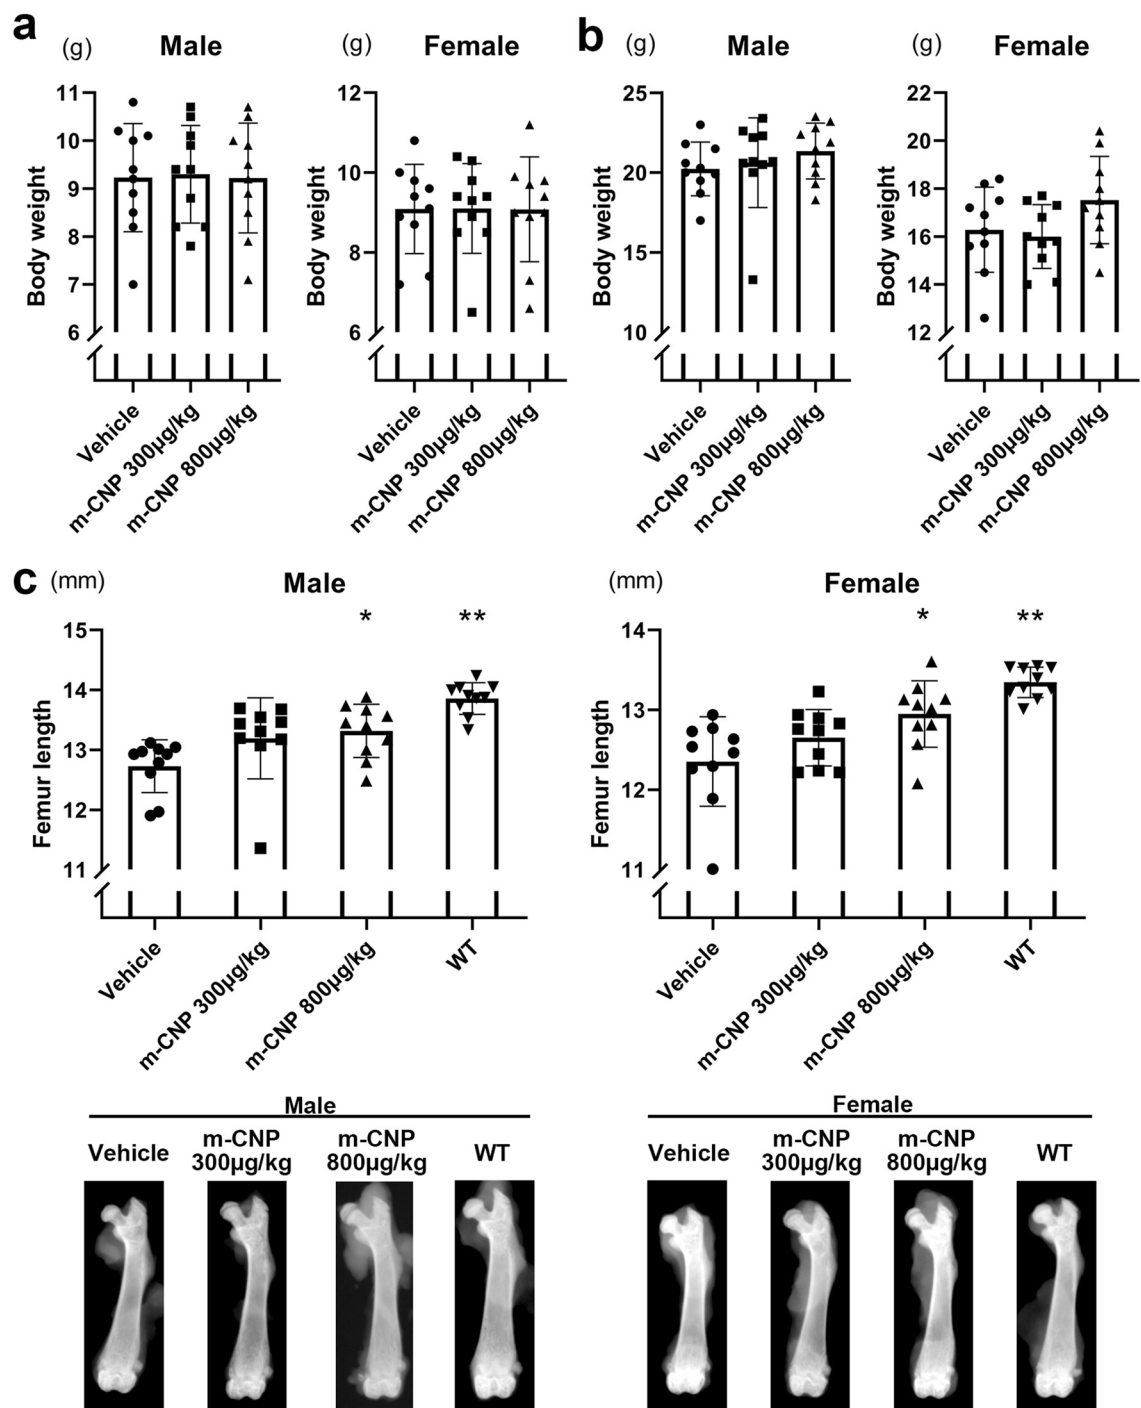 a
b
(g) Male
(g) Female
(g) Male
(g) Female
Body weight
11
10
9
8
7
6
Vehicle
m-CNP 300μg/kg
m-CNP 800μg/kg
Body weight
12
10
8
6
Vehicle
m-CNP 300μg/kg
m-CNP 800μg/kg
Body weight
25
20
15
10
Vehicle
m-CNP 300μg/kg
m-CNP 800μg/kg
Body weight
22
20
18
16
14
12
Vehicle
m-CNP 300μg/kg
m-CNP 800μg/kg
c
(mm) Male
* **
Femur length
15
14
13
12
11
Vehicle
m-CNP 300μg/kg
m-CNP 800μg/kg
WT
(mm) Female
* **
Femur length
14
13
12
11
Vehicle
m-CNP 300μg/kg
m-CNP 800μg/kg
WT
Male
Vehicle
m-CNP
300μg/kg
m-CNP
800μg/kg
WT
Female
Vehicle
m-CNP
300μg/kg
m-CNP
800μg/kg
WT